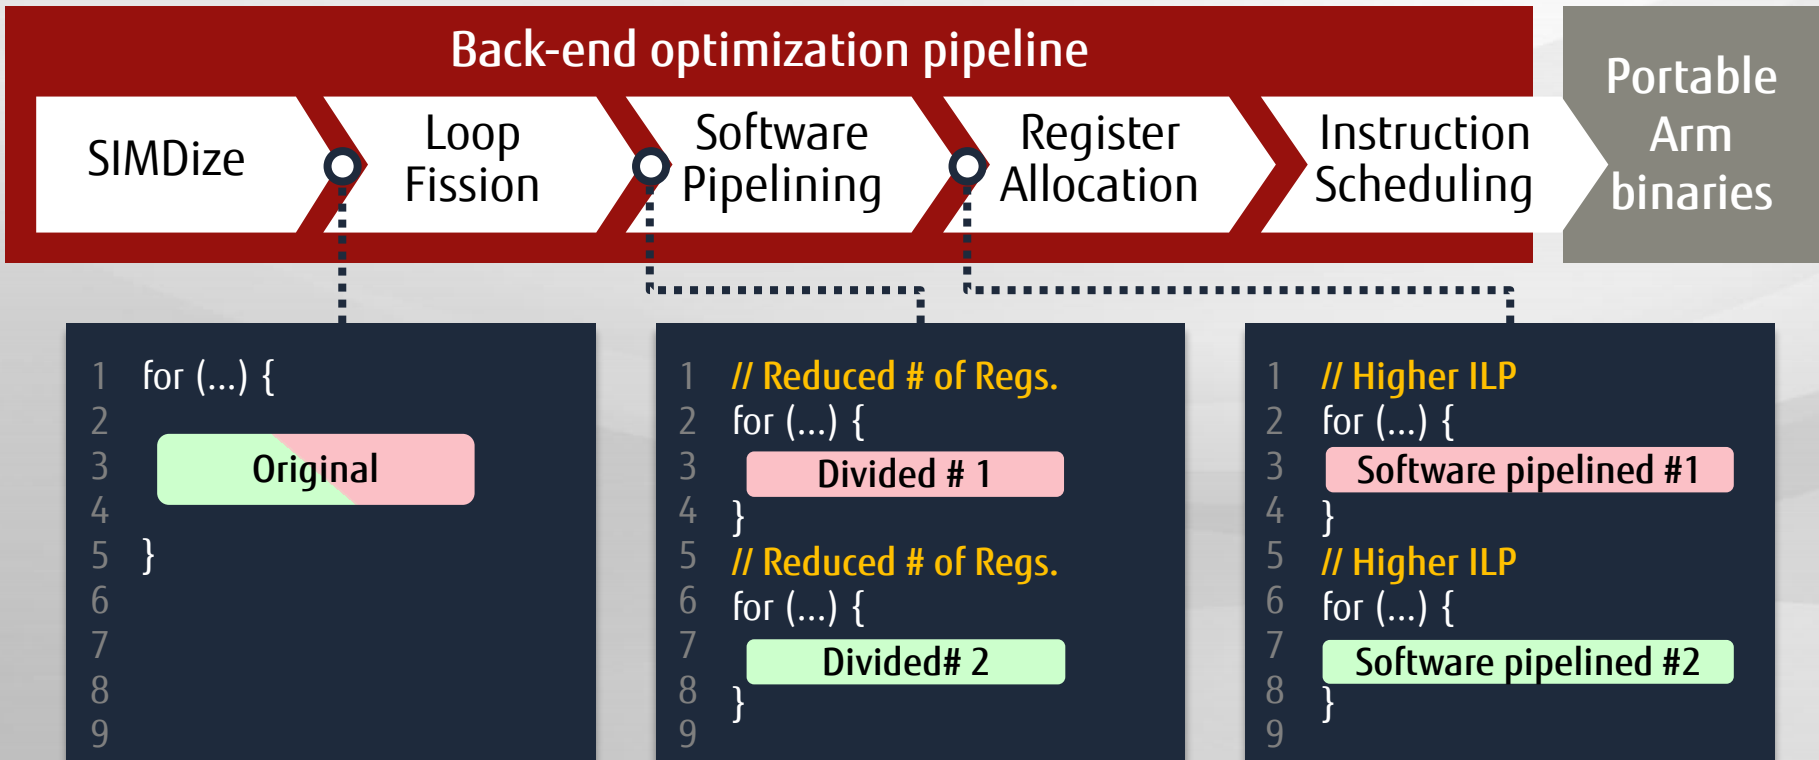 Back-end optimization pipeline
SIMDize
Loop
Fission
Software
Pipelining
Register
Allocation
Instruction
Scheduling
Portable
Arm
binaries
1 for (...) {
2
3 Original
4
5 }
6
7
8
9
1 // Reduced # of Regs.
2 for (...) {
3 Divided # 1
4 }
5 // Reduced # of Regs.
6 for (...) {
7 Divided# 2
8 }
9
1 // Higher ILP
2 for (...) {
3 Software pipelined #1
4 }
5 // Higher ILP
6 for (...) {
7 Software pipelined #2
8 }
9